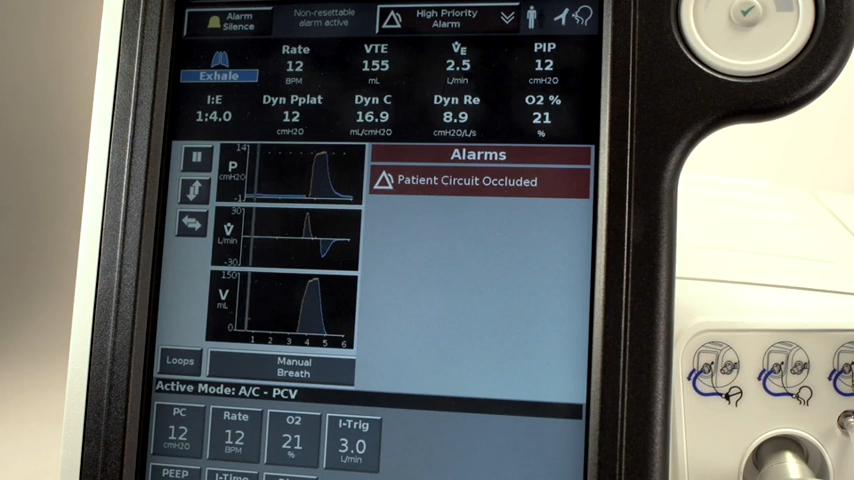 Alarm
Silence
Non-resettable
alarm active
High Priority
Alarm
Exhale
Rate
12
BPM
VTE
155
mL
V̇E
2.5
L/min
PIP
12
cmH2O
I:E
1:4.0
Dyn Pplat
12
cmH2O
Dyn C
16.9
mL/cmH2O
Dyn Re
8.9
cmH2O/L/s
O2 %
21
%
14
P
cmH2O
-1
30
V̇
L/min
-30
150
V
mL
0
1 2 3 4 5 6
Alarms
Patient Circuit Occluded
Loops
Manual
Breath
Active Mode: A/C - PCV
PC
12
cmH2O
Rate
12
BPM
O2
21
%
I-Trig
3.0
L/min
PEEP
I-Time